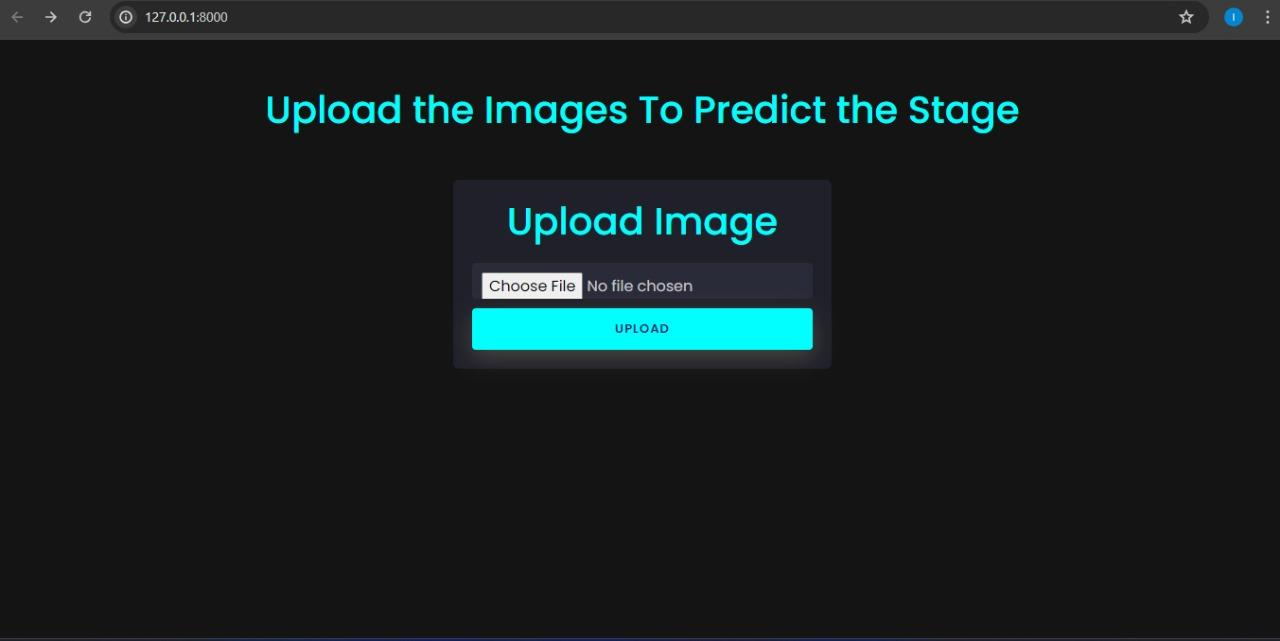 127.0.0.1:8000
I
Upload the Images To Predict the Stage
Upload Image
Choose File No file chosen
UPLOAD